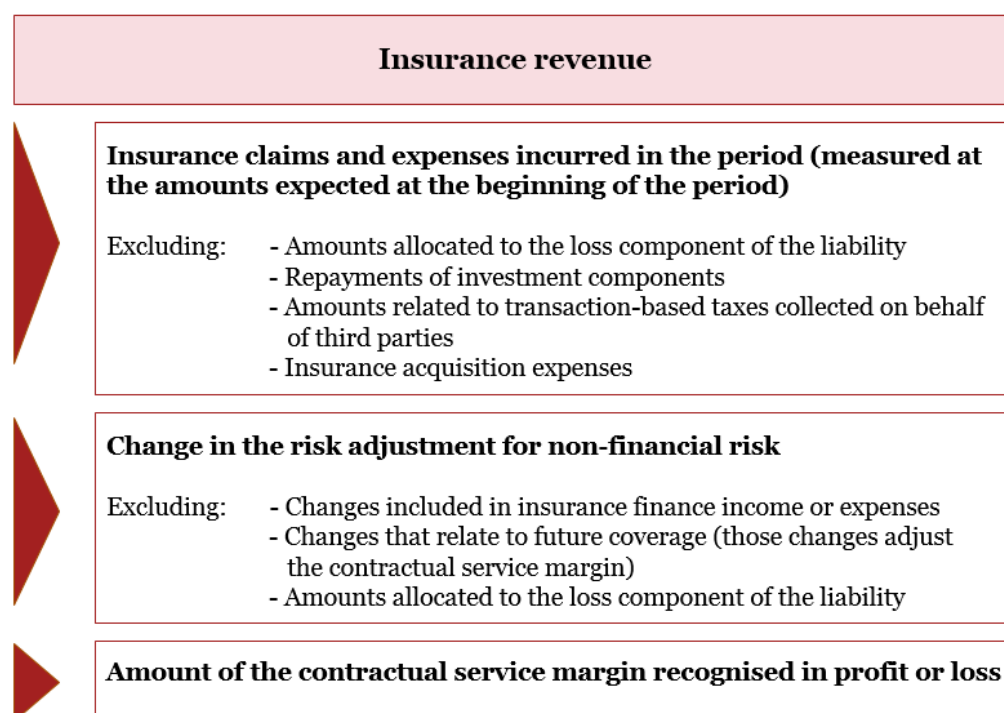 Insurance revenue
Insurance claims and expenses incurred in the period (measured at
the amounts expected at the beginning of the period)
Excluding: - Amounts allocated to the loss component of the liability
- Repayments of investment components
- Amounts related to transaction-based taxes collected on behalf
of third parties
- Insurance acquisition expenses
Change in the risk adjustment for non-financial risk
Excluding: - Changes included in insurance finance income or expenses
- Changes that relate to future coverage (those changes adjust
the contractual service margin)
- Amounts allocated to the loss component of the liability
Amount of the contractual service margin recognised in profit or loss